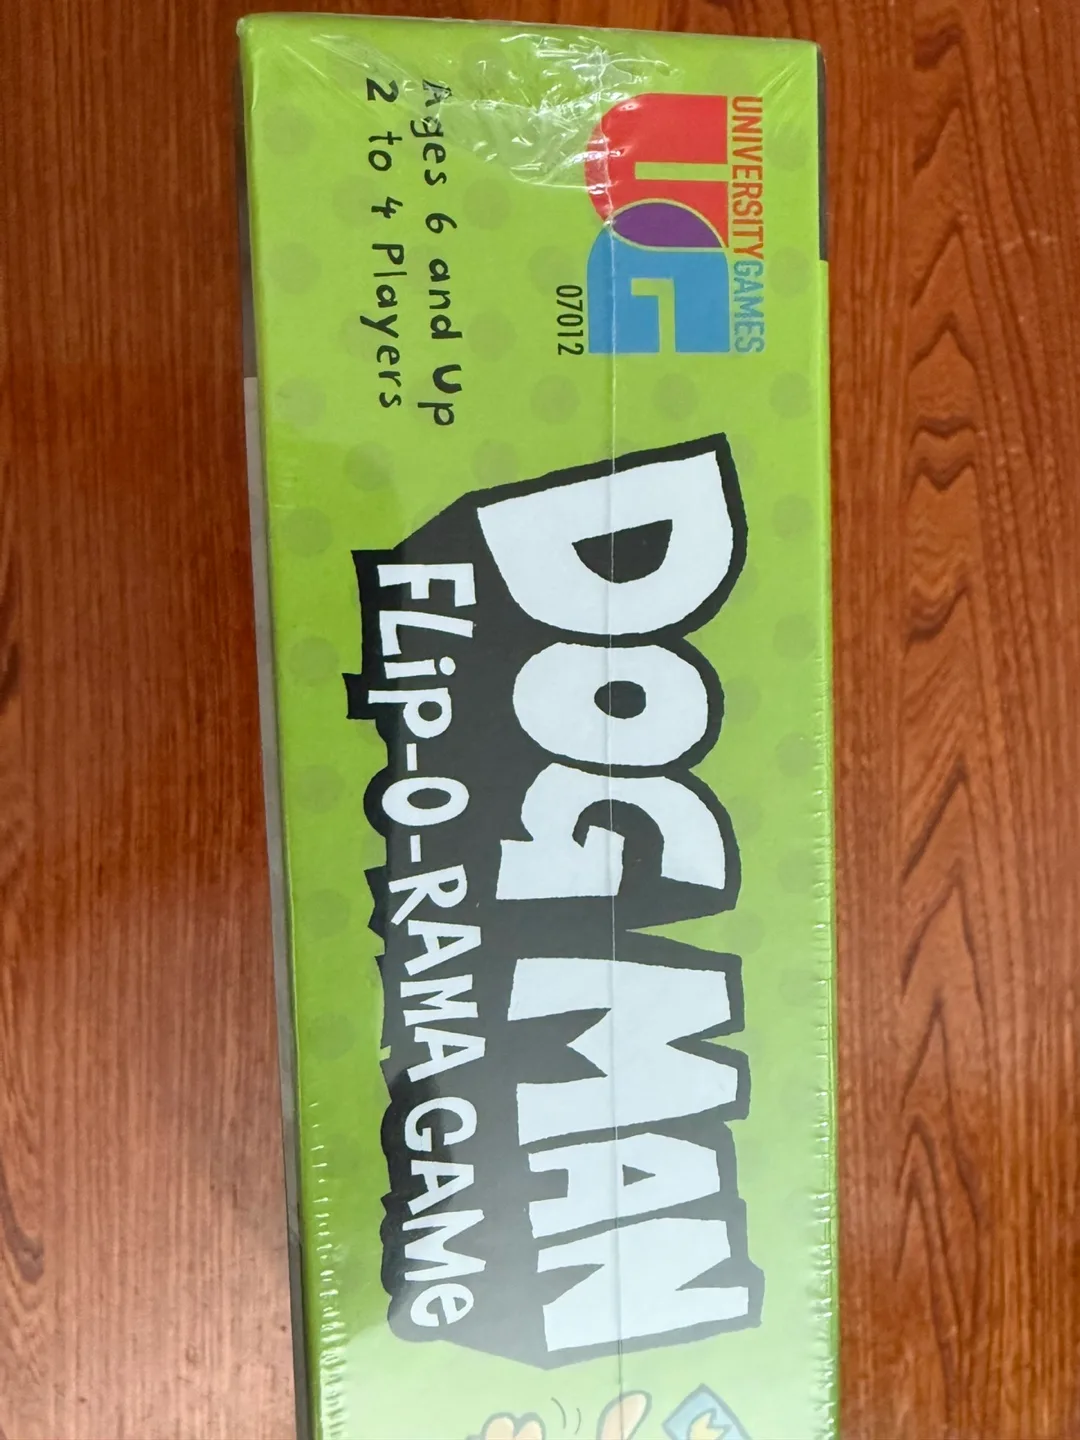 UNIVERSITY GAMES
UG
07012
Ages 6 and Up
2 to 4 Players
DOG MAN
FLiP-O-RAMA GAMe